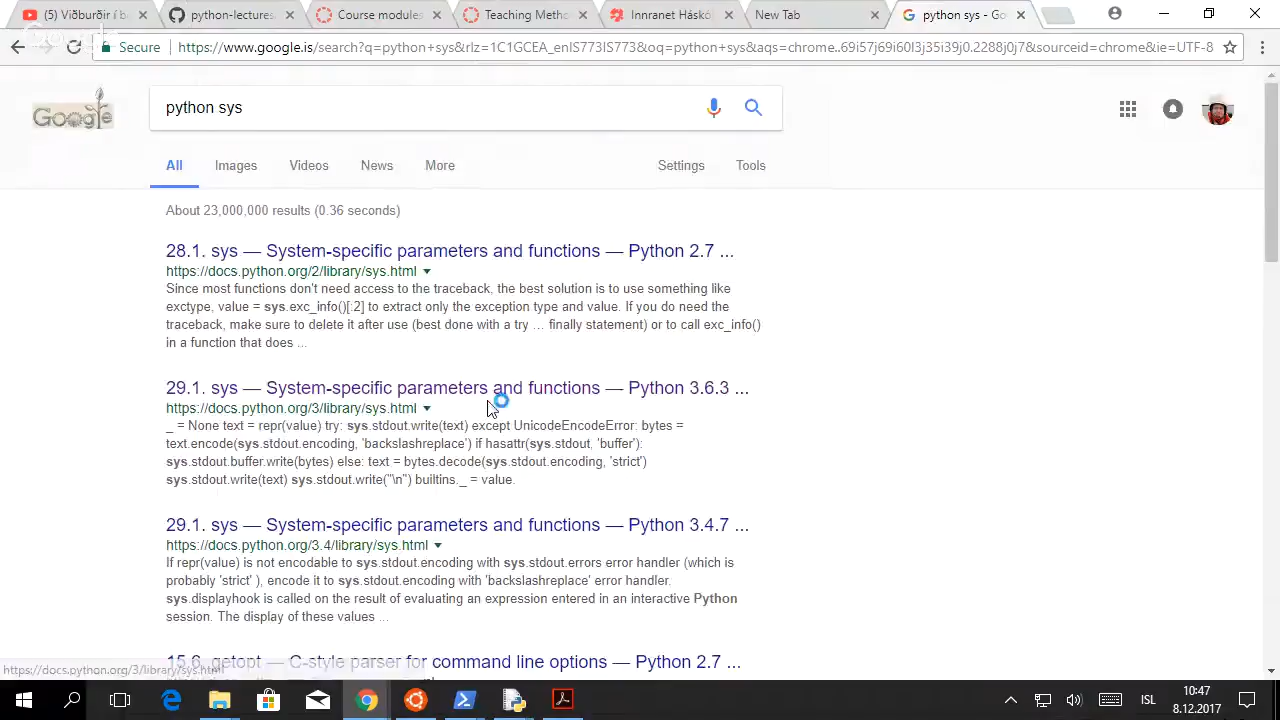 (5) Viðburðir í b
python-lectures
Course modules
Teaching Metho
Innranet Háskó
New Tab
python sys - Go
Secure
https://www.google.is/search?q=python+sys&rlz=1C1GCEA_enIS773IS773&oq=python+sys&aqs=chrome..69i57j69i60l3j35i39j0.2288j0j7&sourceid=chrome&ie=UTF-8
Google
python sys
All Images Videos News More Settings Tools
About 23,000,000 results (0.36 seconds)
28.1. sys — System-specific parameters and functions — Python 2.7 ...
https://docs.python.org/2/library/sys.html
Since most functions don't need access to the traceback, the best solution is to use something like
exctype, value = sys.exc_info()[:2] to extract only the exception type and value. If you do need the
traceback, make sure to delete it after use (best done with a try … finally statement) or to call exc_info()
in a function that does ...
29.1. sys — System-specific parameters and functions — Python 3.6.3 ...
https://docs.python.org/3/library/sys.html
_ = None text = repr(value) try: sys.stdout.write(text) except UnicodeEncodeError: bytes =
text.encode(sys.stdout.encoding, 'backslashreplace') if hasattr(sys.stdout, 'buffer'):
sys.stdout.buffer.write(bytes) else: text = bytes.decode(sys.stdout.encoding, 'strict')
sys.stdout.write(text) sys.stdout.write("\n") builtins._ = value.
29.1. sys — System-specific parameters and functions — Python 3.4.7 ...
https://docs.python.org/3.4/library/sys.html
If repr(value) is not encodable to sys.stdout.encoding with sys.stdout.errors error handler (which is
probably 'strict' ), encode it to sys.stdout.encoding with 'backslashreplace' error handler.
sys.displayhook is called on the result of evaluating an expression entered in an interactive Python
session. The display of these values ...
15.6. getopt — C-style parser for command line options — Python 2.7 ...
https://docs.python.org/3/library/sys.html
ISL
10:47
8.12.2017